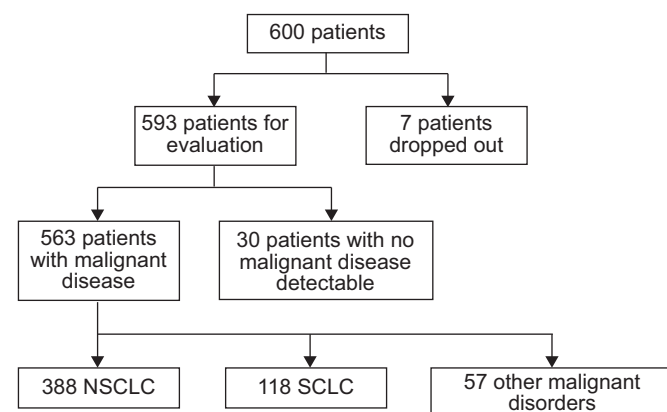 600 patients
593 patients for
evaluation
7 patients
dropped out
563 patients
with malignant
disease
30 patients with no
malignant disease
detectable
388 NSCLC
118 SCLC
57 other malignant
disorders